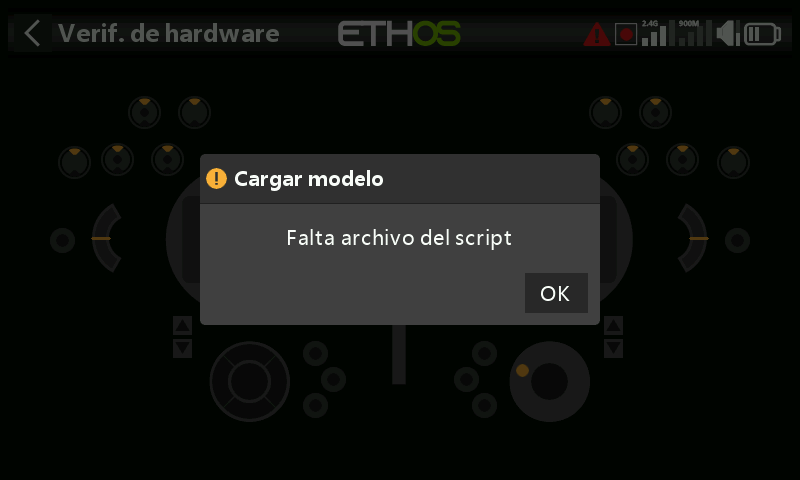 Verif. de hardware
ETHOS
2.4G
900M
Cargar modelo
Falta archivo del script
OK